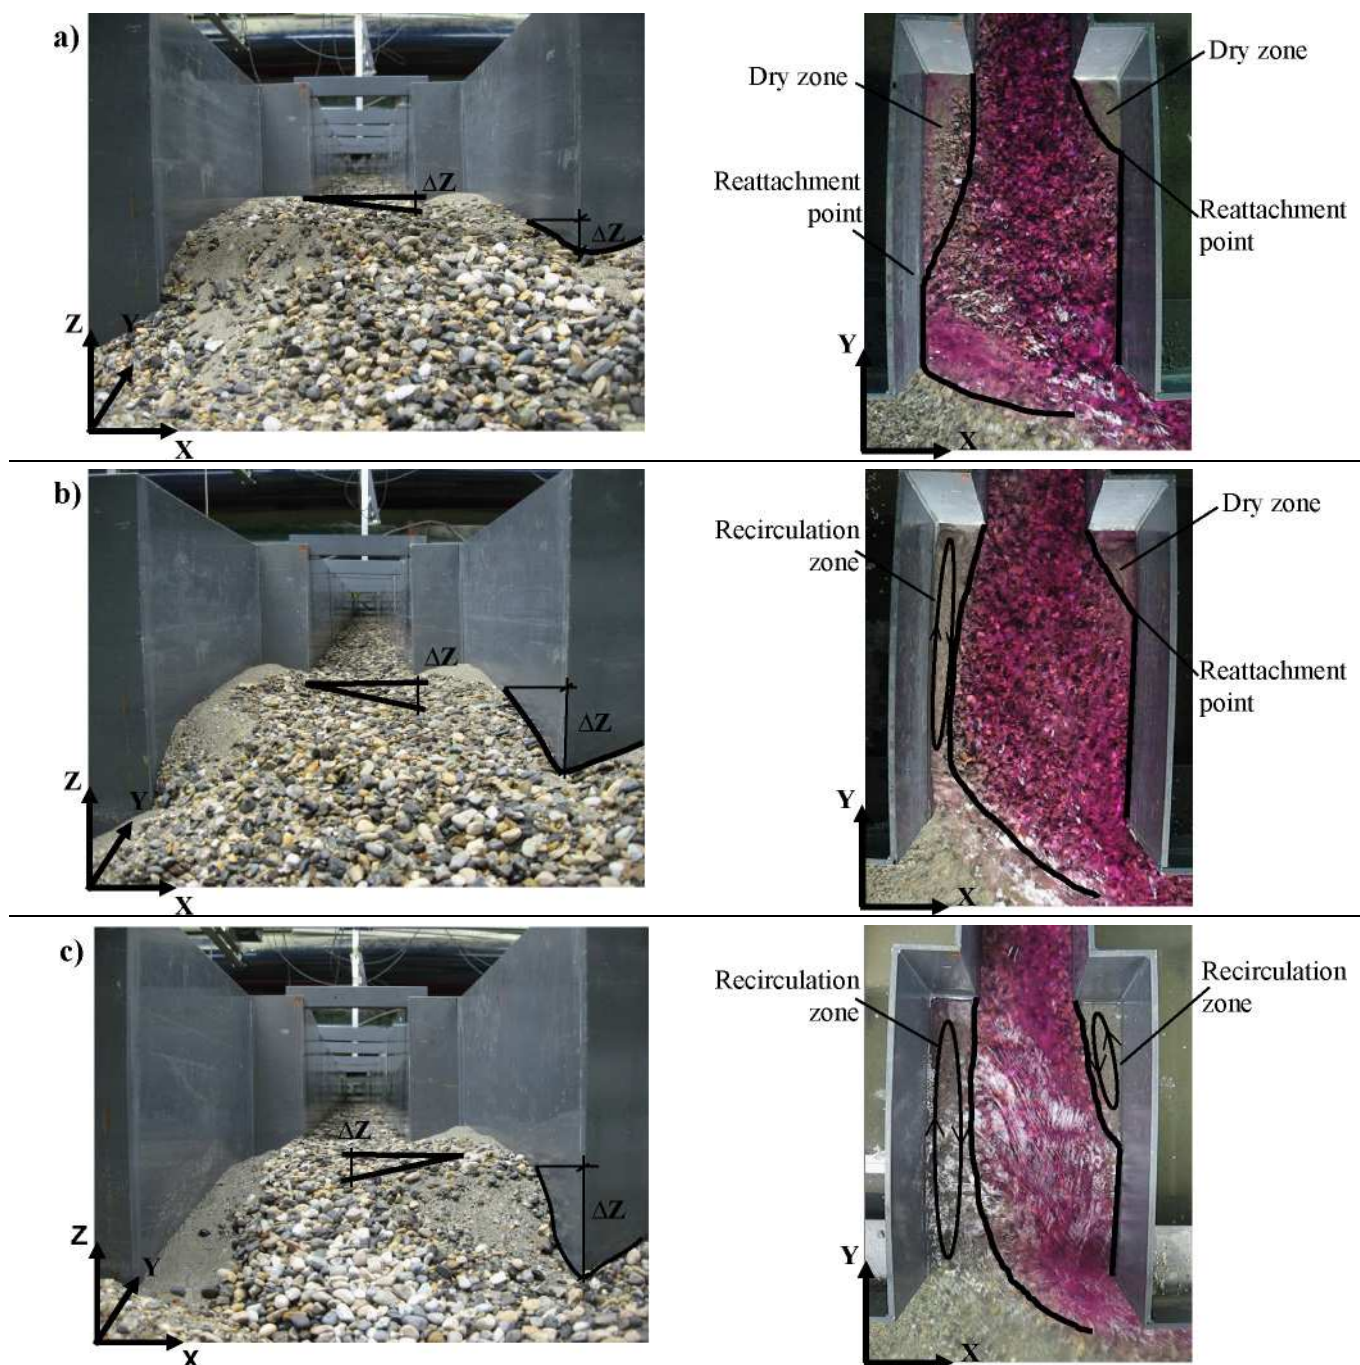 a)
ΔZ
ΔZ
Z
Y
X
Dry zone
Dry zone
Reattachment
point
Reattachment
point
Y
X
b)
ΔZ
ΔZ
Z
Y
X
Recirculation
zone
Dry zone
Reattachment
point
Y
X
c)
ΔZ
ΔZ
Z
Y
X
Recirculation
zone
Recirculation
zone
Y
X